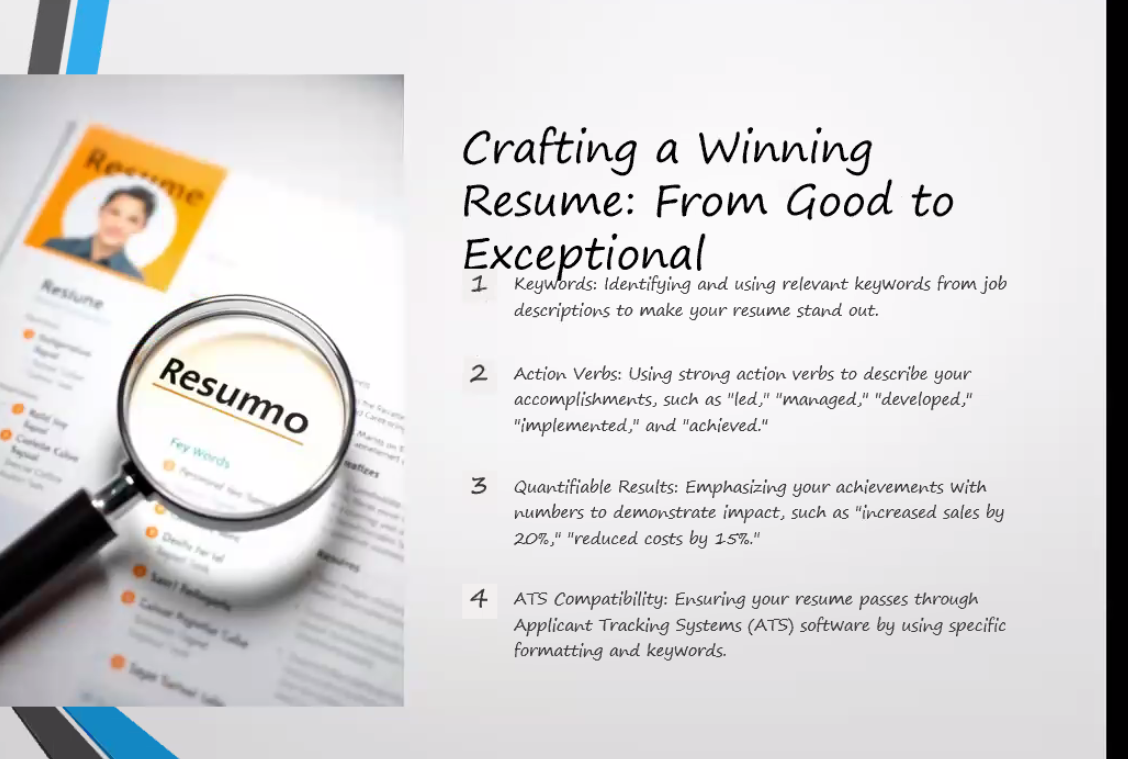 Crafting a Winning
Resume: From Good to
Exceptional
1 Keywords: Identifying and using relevant keywords from job
descriptions to make your resume stand out.
2 Action Verbs: Using strong action verbs to describe your
accomplishments, such as "led," "managed," "developed,"
"implemented," and "achieved."
3 Quantifiable Results: Emphasizing your achievements with
numbers to demonstrate impact, such as "increased sales by
20%," "reduced costs by 15%."
4 ATS Compatibility: Ensuring your resume passes through
Applicant Tracking Systems (ATS) software by using specific
formatting and keywords.
Resume
Resumo
Fey Words